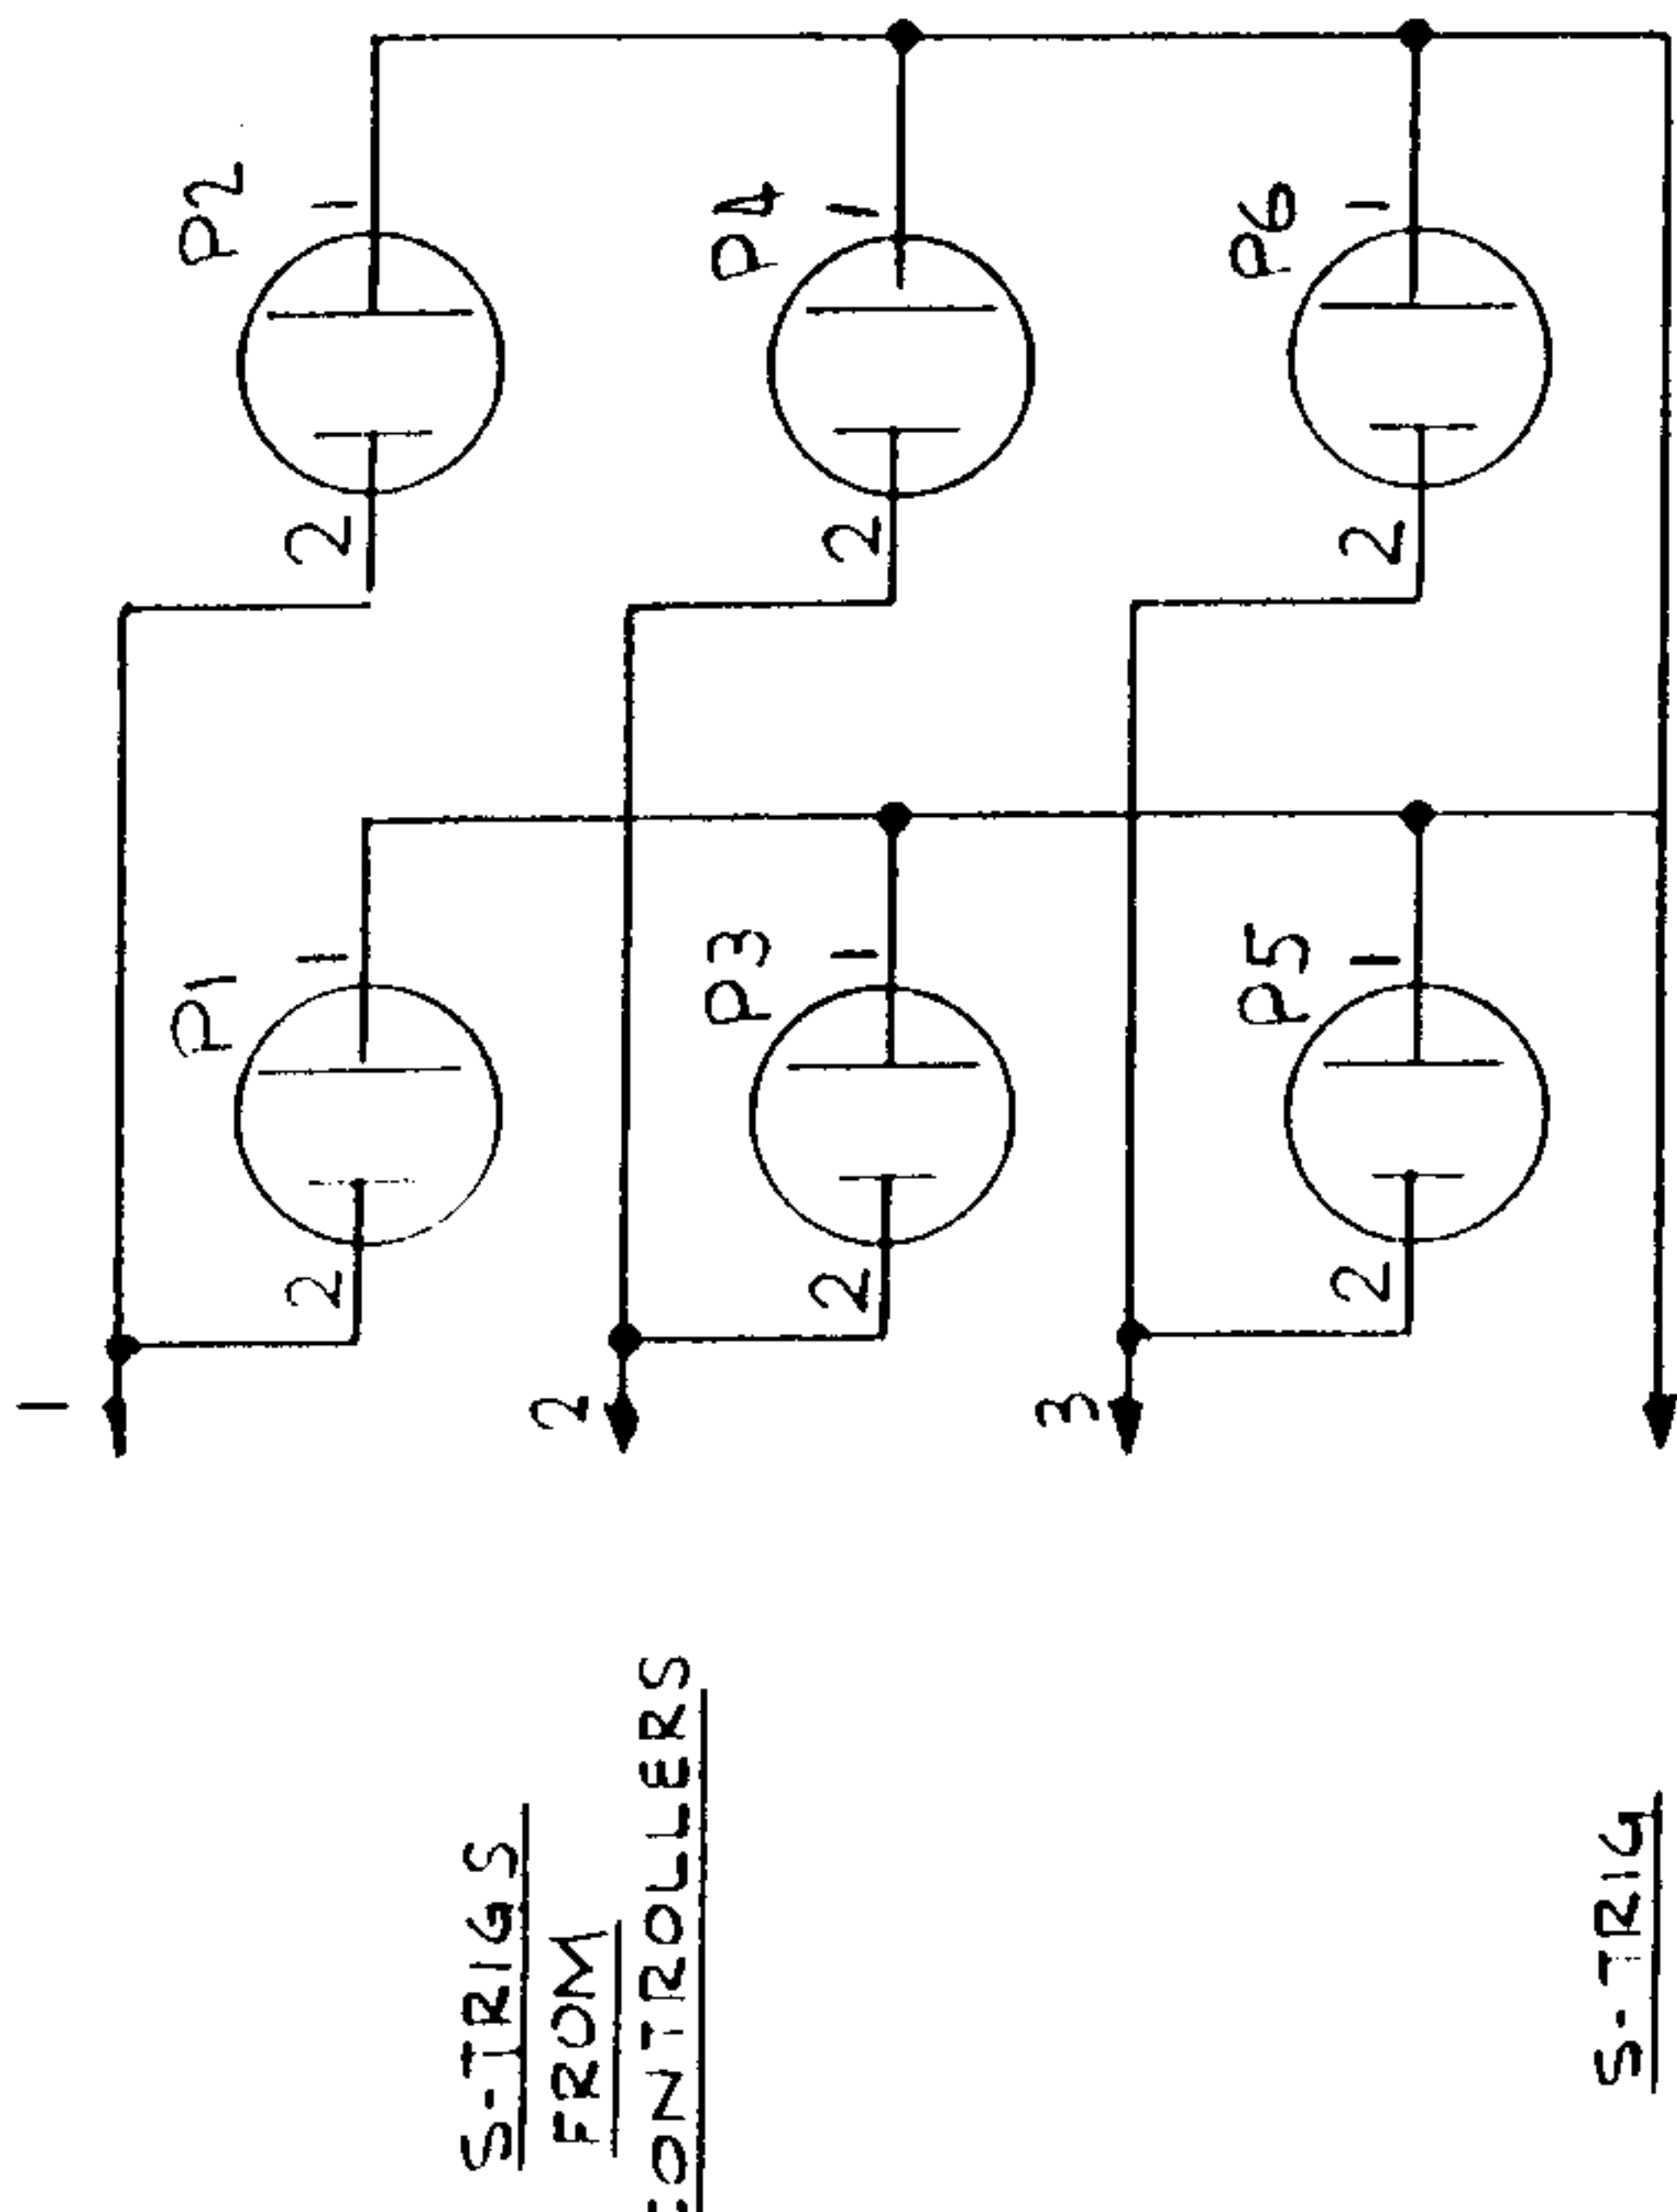 1
P1
P2
2 1 2 1
S-TRIGS
FROM
CONTROLLERS
2
P3
P4
2 1 2 1
3
P5
P6
2 1 2 1
S-TRIG